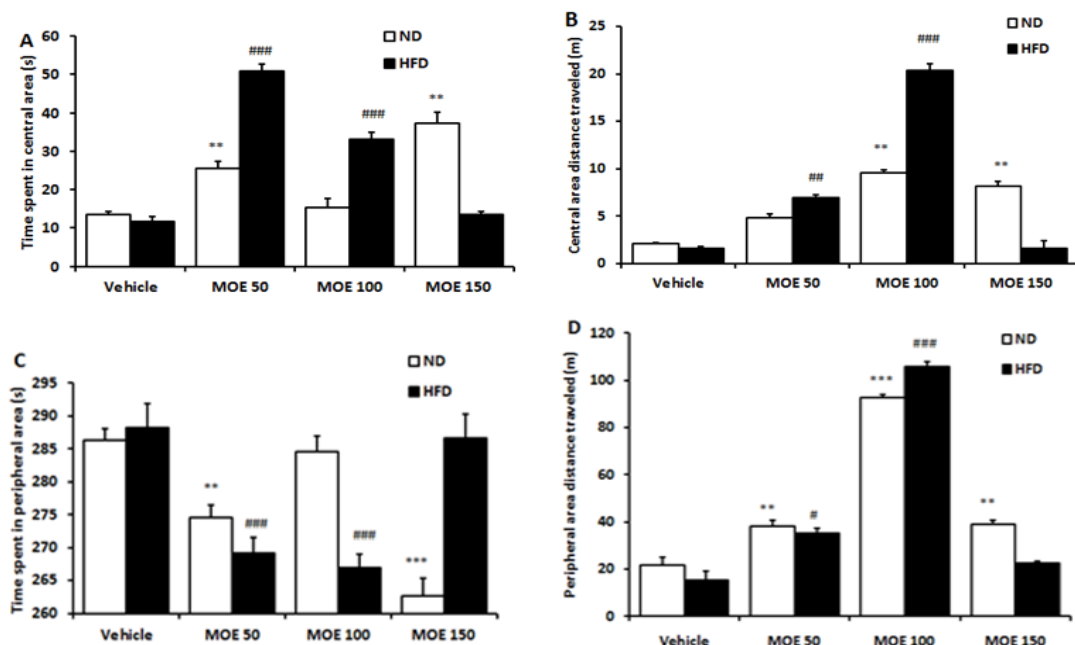 A
Time spent in central area (s)
60
50
40
30
20
10
0
ND
HFD
**
###
###
**
Vehicle MOE 50 MOE 100 MOE 150
B
Central area distance traveled (m)
25
20
15
10
5
0
ND
HFD
##
**
###
**
Vehicle MOE 50 MOE 100 MOE 150
C
Time spent in peripheral area (s)
295
290
285
280
275
270
265
260
ND
HFD
**
###
###
***
Vehicle MOE 50 MOE 100 MOE 150
D
Peripheral area distance traveled (m)
120
100
80
60
40
20
0
ND
HFD
**
#
***
###
**
Vehicle MOE 50 MOE 100 MOE 150